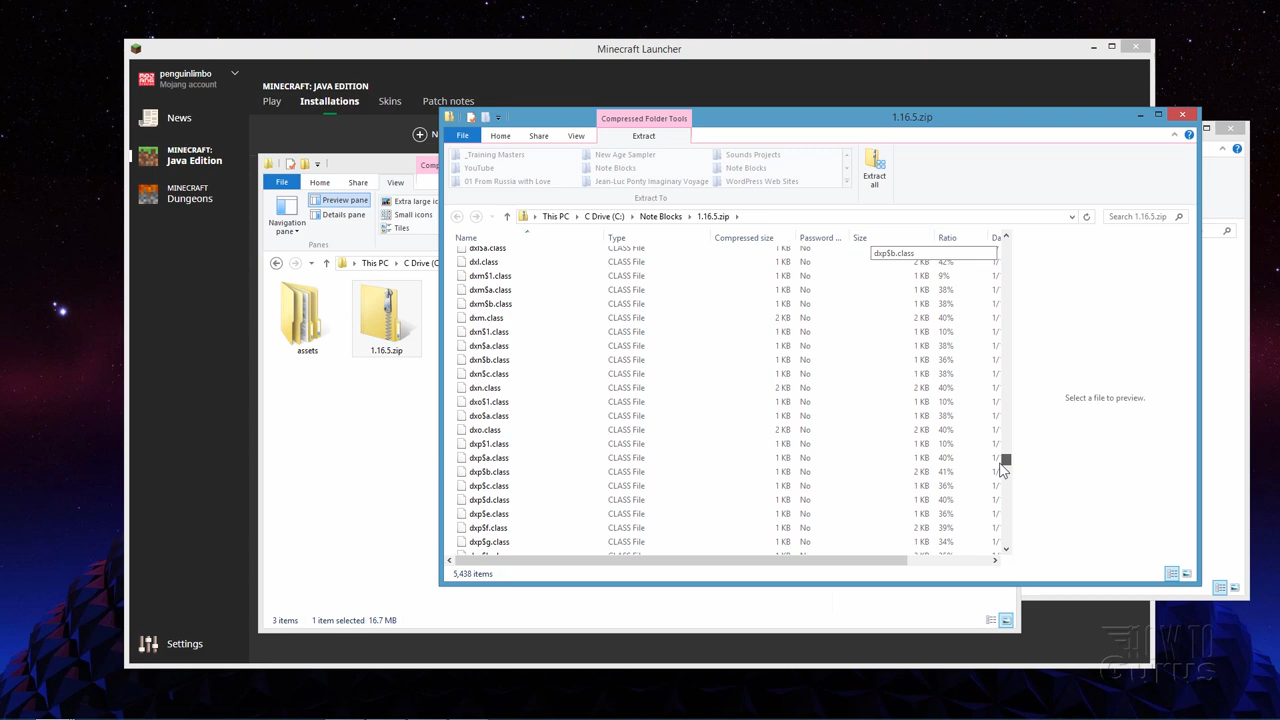 Minecraft Launcher
penguinlimbo
Mojang account
News
MINECRAFT:
Java Edition
MINECRAFT
Dungeons
Settings
MINECRAFT: JAVA EDITION
Play Installations Skins Patch notes
N
File Home Share View
Navigation
pane
Preview pane
Details pane
Panes
Extra large ic
Small icons
Tiles
This PC C Drive (C:
assets
1.16.5.zip
3 items 1 item selected 16.7 MB
Compressed Folder Tools
1.16.5.zip
File Home Share View Extract
_Training Masters New Age Sampler Sounds Projects
YouTube Note Blocks Note Blocks
01 From Russia with Love Jean-Luc Ponty Imaginary Voyage WordPress Web Sites
Extract To
Extract
all
This PC C Drive (C:) Note Blocks 1.16.5.zip
Search 1.16.5.zip
Name Type Compressed size Password ... Size Ratio Da
dxp$b.class
dxl$a.class CLASS File 1 KB No 1 KB 38%
dxl.class CLASS File 1 KB No 2 KB 42% 1/
dxm$1.class CLASS File 1 KB No 1 KB 9% 1/
dxm$a.class CLASS File 1 KB No 1 KB 38% 1/
dxm$b.class CLASS File 1 KB No 1 KB 38% 1/
dxm.class CLASS File 2 KB No 2 KB 40% 1/
dxn$1.class CLASS File 1 KB No 1 KB 10% 1/
dxn$a.class CLASS File 1 KB No 1 KB 38% 1/
dxn$b.class CLASS File 1 KB No 1 KB 36% 1/
dxn$c.class CLASS File 1 KB No 1 KB 38% 1/
dxn.class CLASS File 2 KB No 2 KB 40% 1/
dxo$1.class CLASS File 1 KB No 1 KB 10% 1/
dxo$a.class CLASS File 1 KB No 1 KB 38% 1/
dxo.class CLASS File 2 KB No 2 KB 40% 1/
dxp$1.class CLASS File 1 KB No 1 KB 10% 1/
dxp$a.class CLASS File 1 KB No 1 KB 40% 1/
dxp$b.class CLASS File 1 KB No 2 KB 41% 1/
dxp$c.class CLASS File 1 KB No 1 KB 36% 1/
dxp$d.class CLASS File 1 KB No 1 KB 40% 1/
dxp$e.class CLASS File 1 KB No 1 KB 36% 1/
dxp$f.class CLASS File 1 KB No 2 KB 39% 1/
dxp$g.class CLASS File 1 KB No 1 KB 34% 1/
5,438 items
Select a file to preview.
HOW TO
GURUS